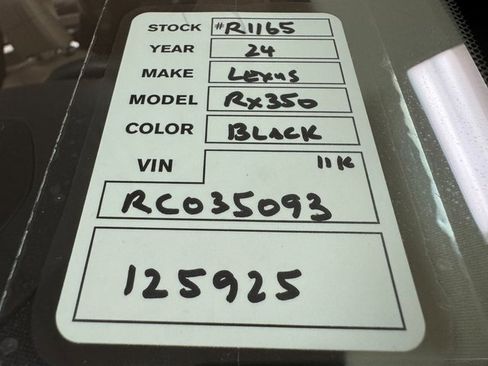 STOCK #R1165
YEAR 24
MAKE LEXUS
MODEL RX350
COLOR BLACK
VIN 11K
RC035093
125925